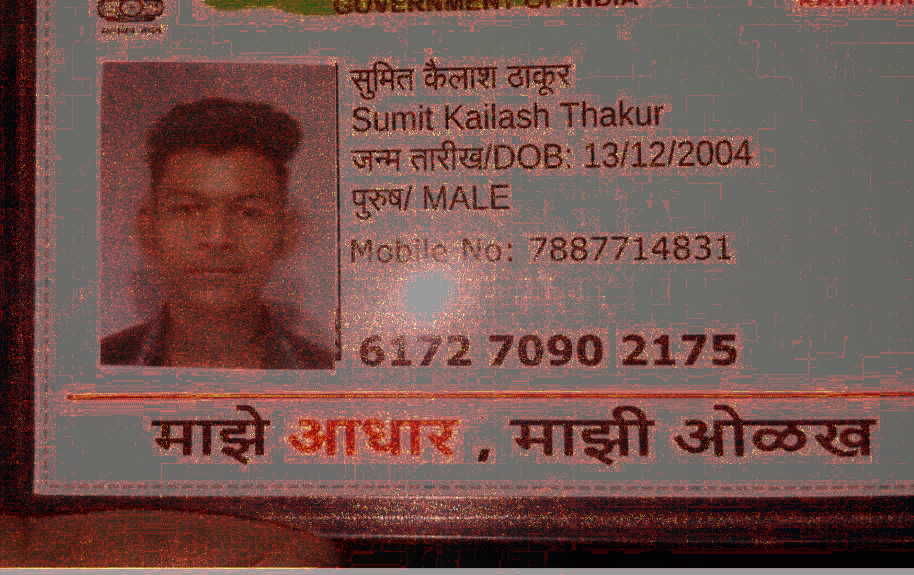 GOVERNMENT OF INDIA
सुमित कैलाश ठाकूर
Sumit Kailash Thakur
जन्म तारीख/DOB: 13/12/2004
पुरुष/ MALE
Mobile No: 7887714831
6172 7090 2175
माझे आधार , माझी ओळख